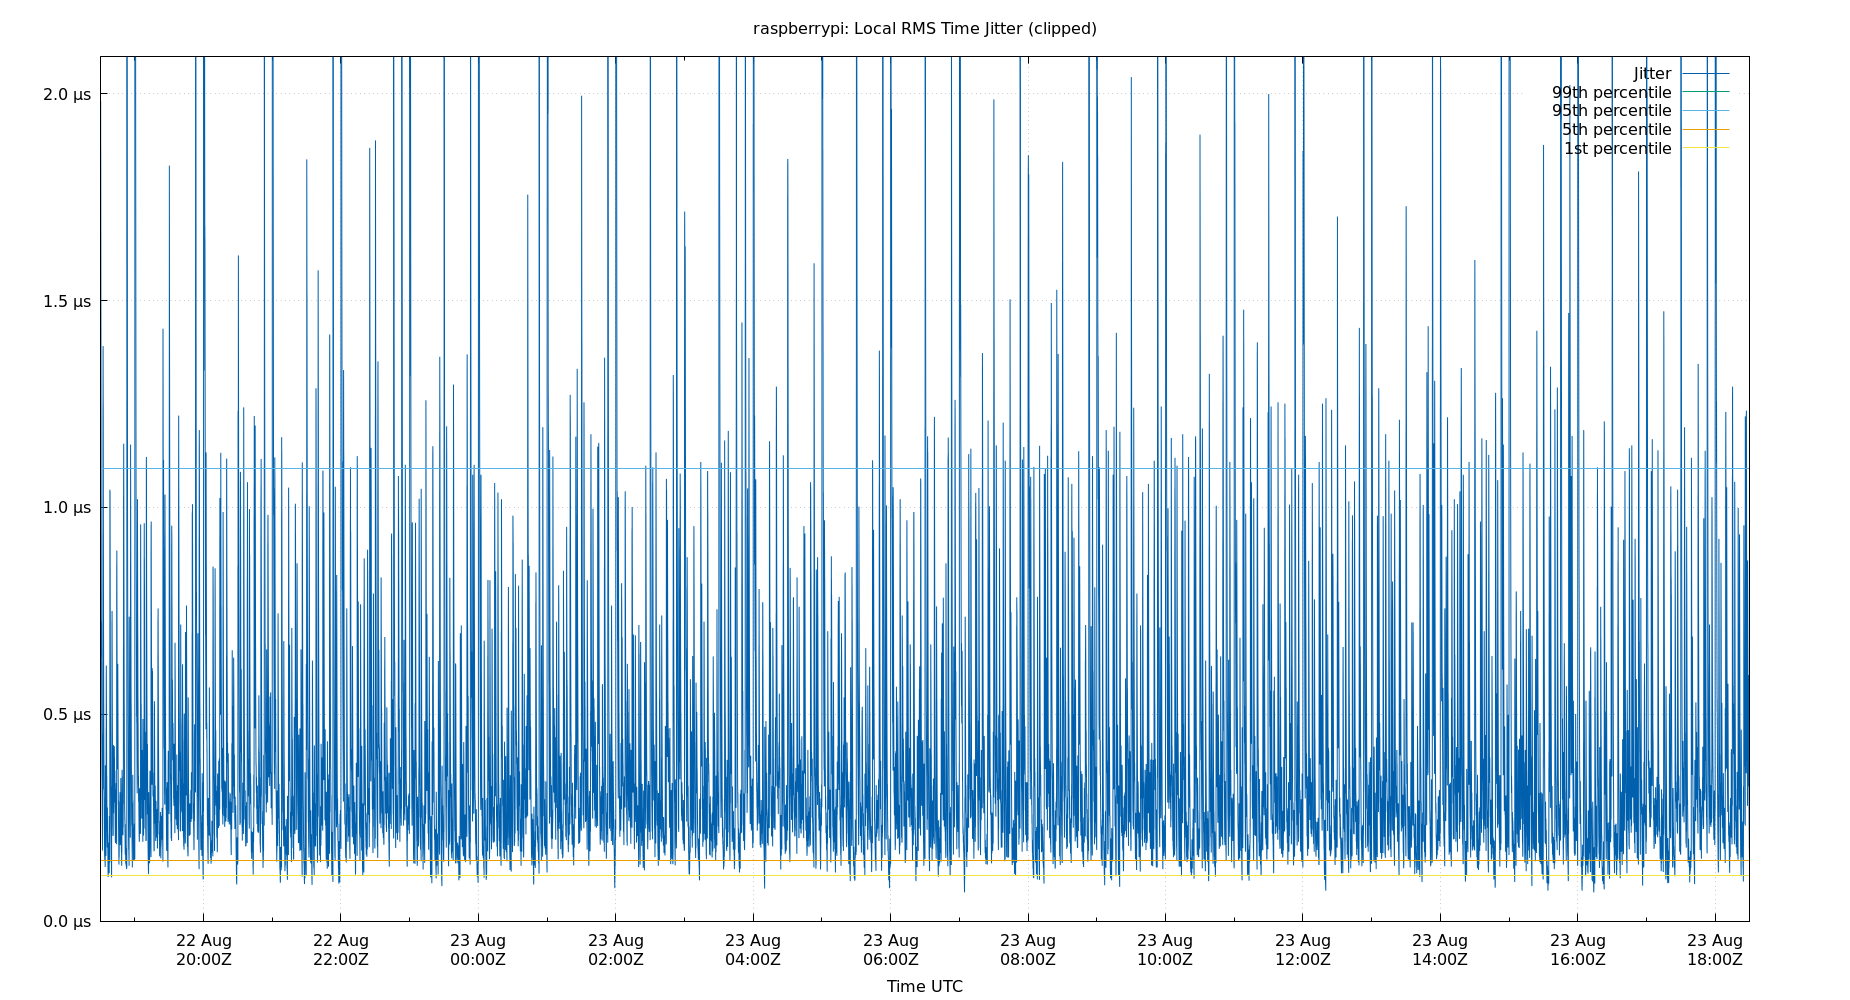 raspberrypi: Local RMS Time Jitter (clipped)
Jitter
99th percentile
95th percentile
5th percentile
1st percentile
2.0 µs
1.5 µs
1.0 µs
0.5 µs
0.0 µs
22 Aug 22 Aug 23 Aug 23 Aug 23 Aug 23 Aug 23 Aug 23 Aug 23 Aug 23 Aug 23 Aug 23 Aug
20:00Z 22:00Z 00:00Z 02:00Z 04:00Z 06:00Z 08:00Z 10:00Z 12:00Z 14:00Z 16:00Z 18:00Z
Time UTC